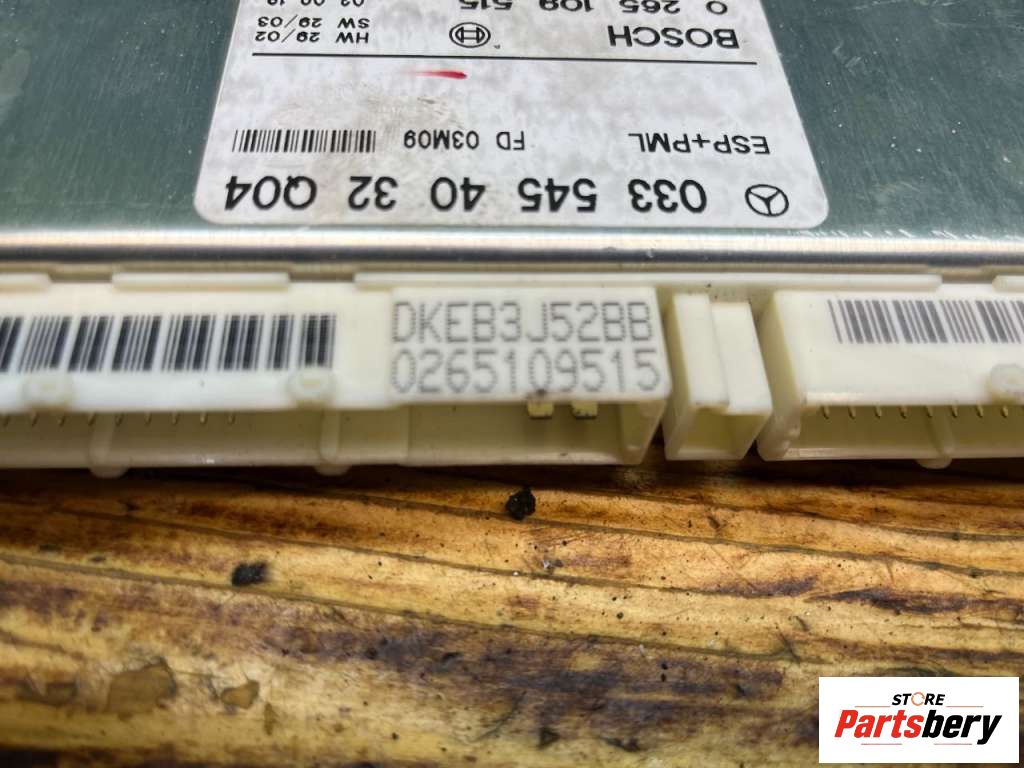 033 545 40 32 Q04
ESP+PML FD 03M09
BOSCH HW 29/02
SW 29/03
0 265 109 515
DKEB3J52BB
0265109515
STORE
Partsbery